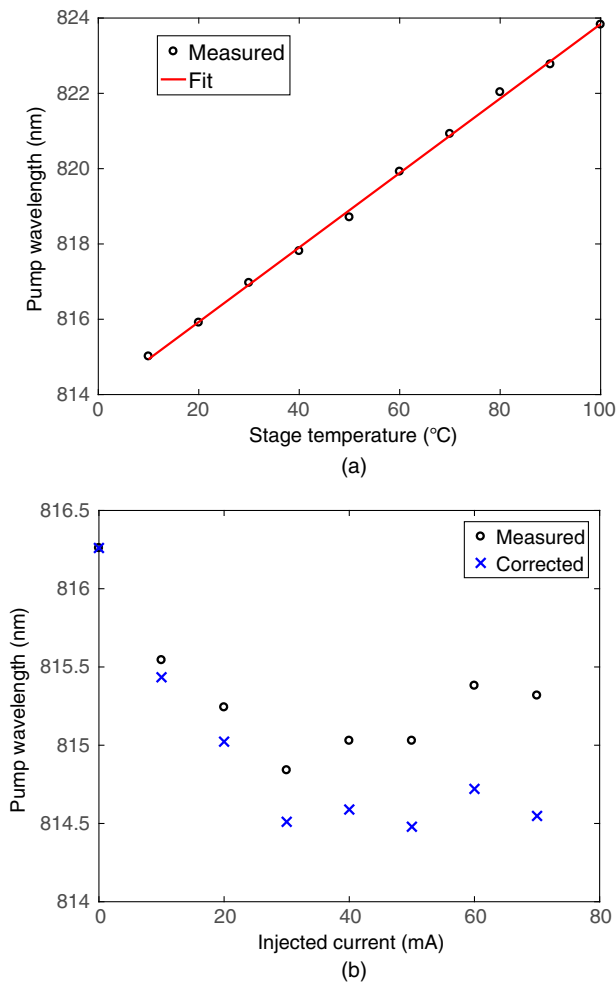 824
822
820
818
816
814
Pump wavelength (nm)
Measured
Fit
0
20
40
60
80
100
Stage temperature (°C)
(a)
816.5
816
815.5
815
814.5
814
Pump wavelength (nm)
Measured
Corrected
0
20
40
60
80
Injected current (mA)
(b)